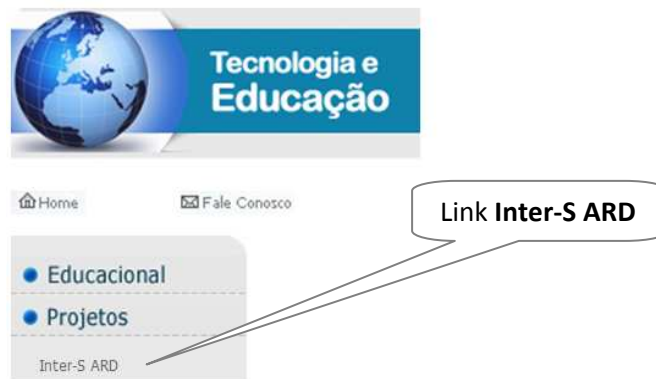 Tecnologia e
Educação
Home
Fale Conosco
Link Inter-S ARD
Educacional
Projetos
Inter-S ARD